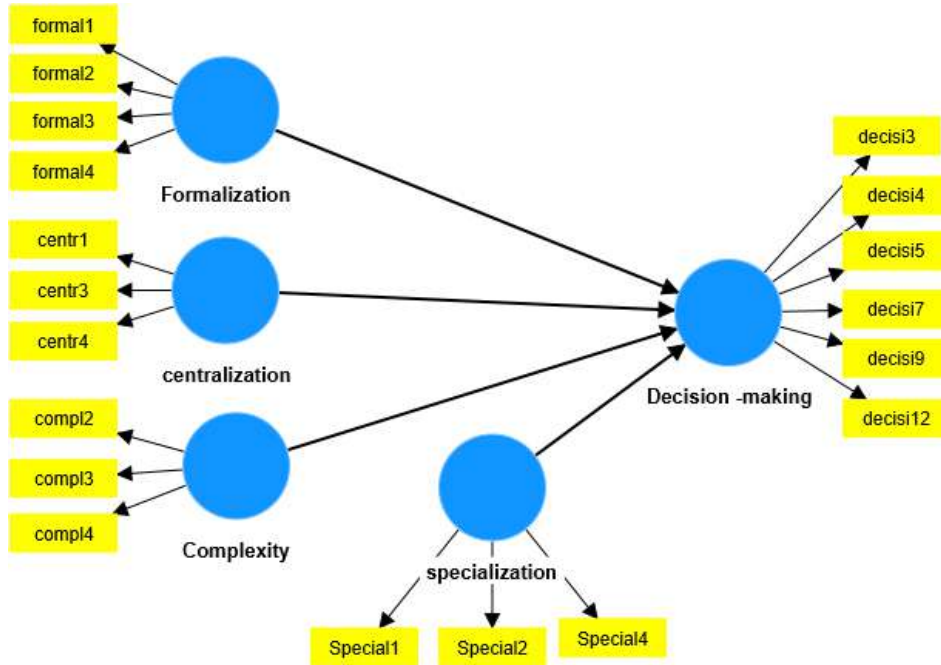 formal1
formal2
formal3
formal4
Formalization
centr1
centr3
centr4
centralization
compl2
compl3
compl4
Complexity
decisi3
decisi4
decisi5
decisi7
decisi9
decisi12
Decision -making
specialization
Special1
Special2
Special4